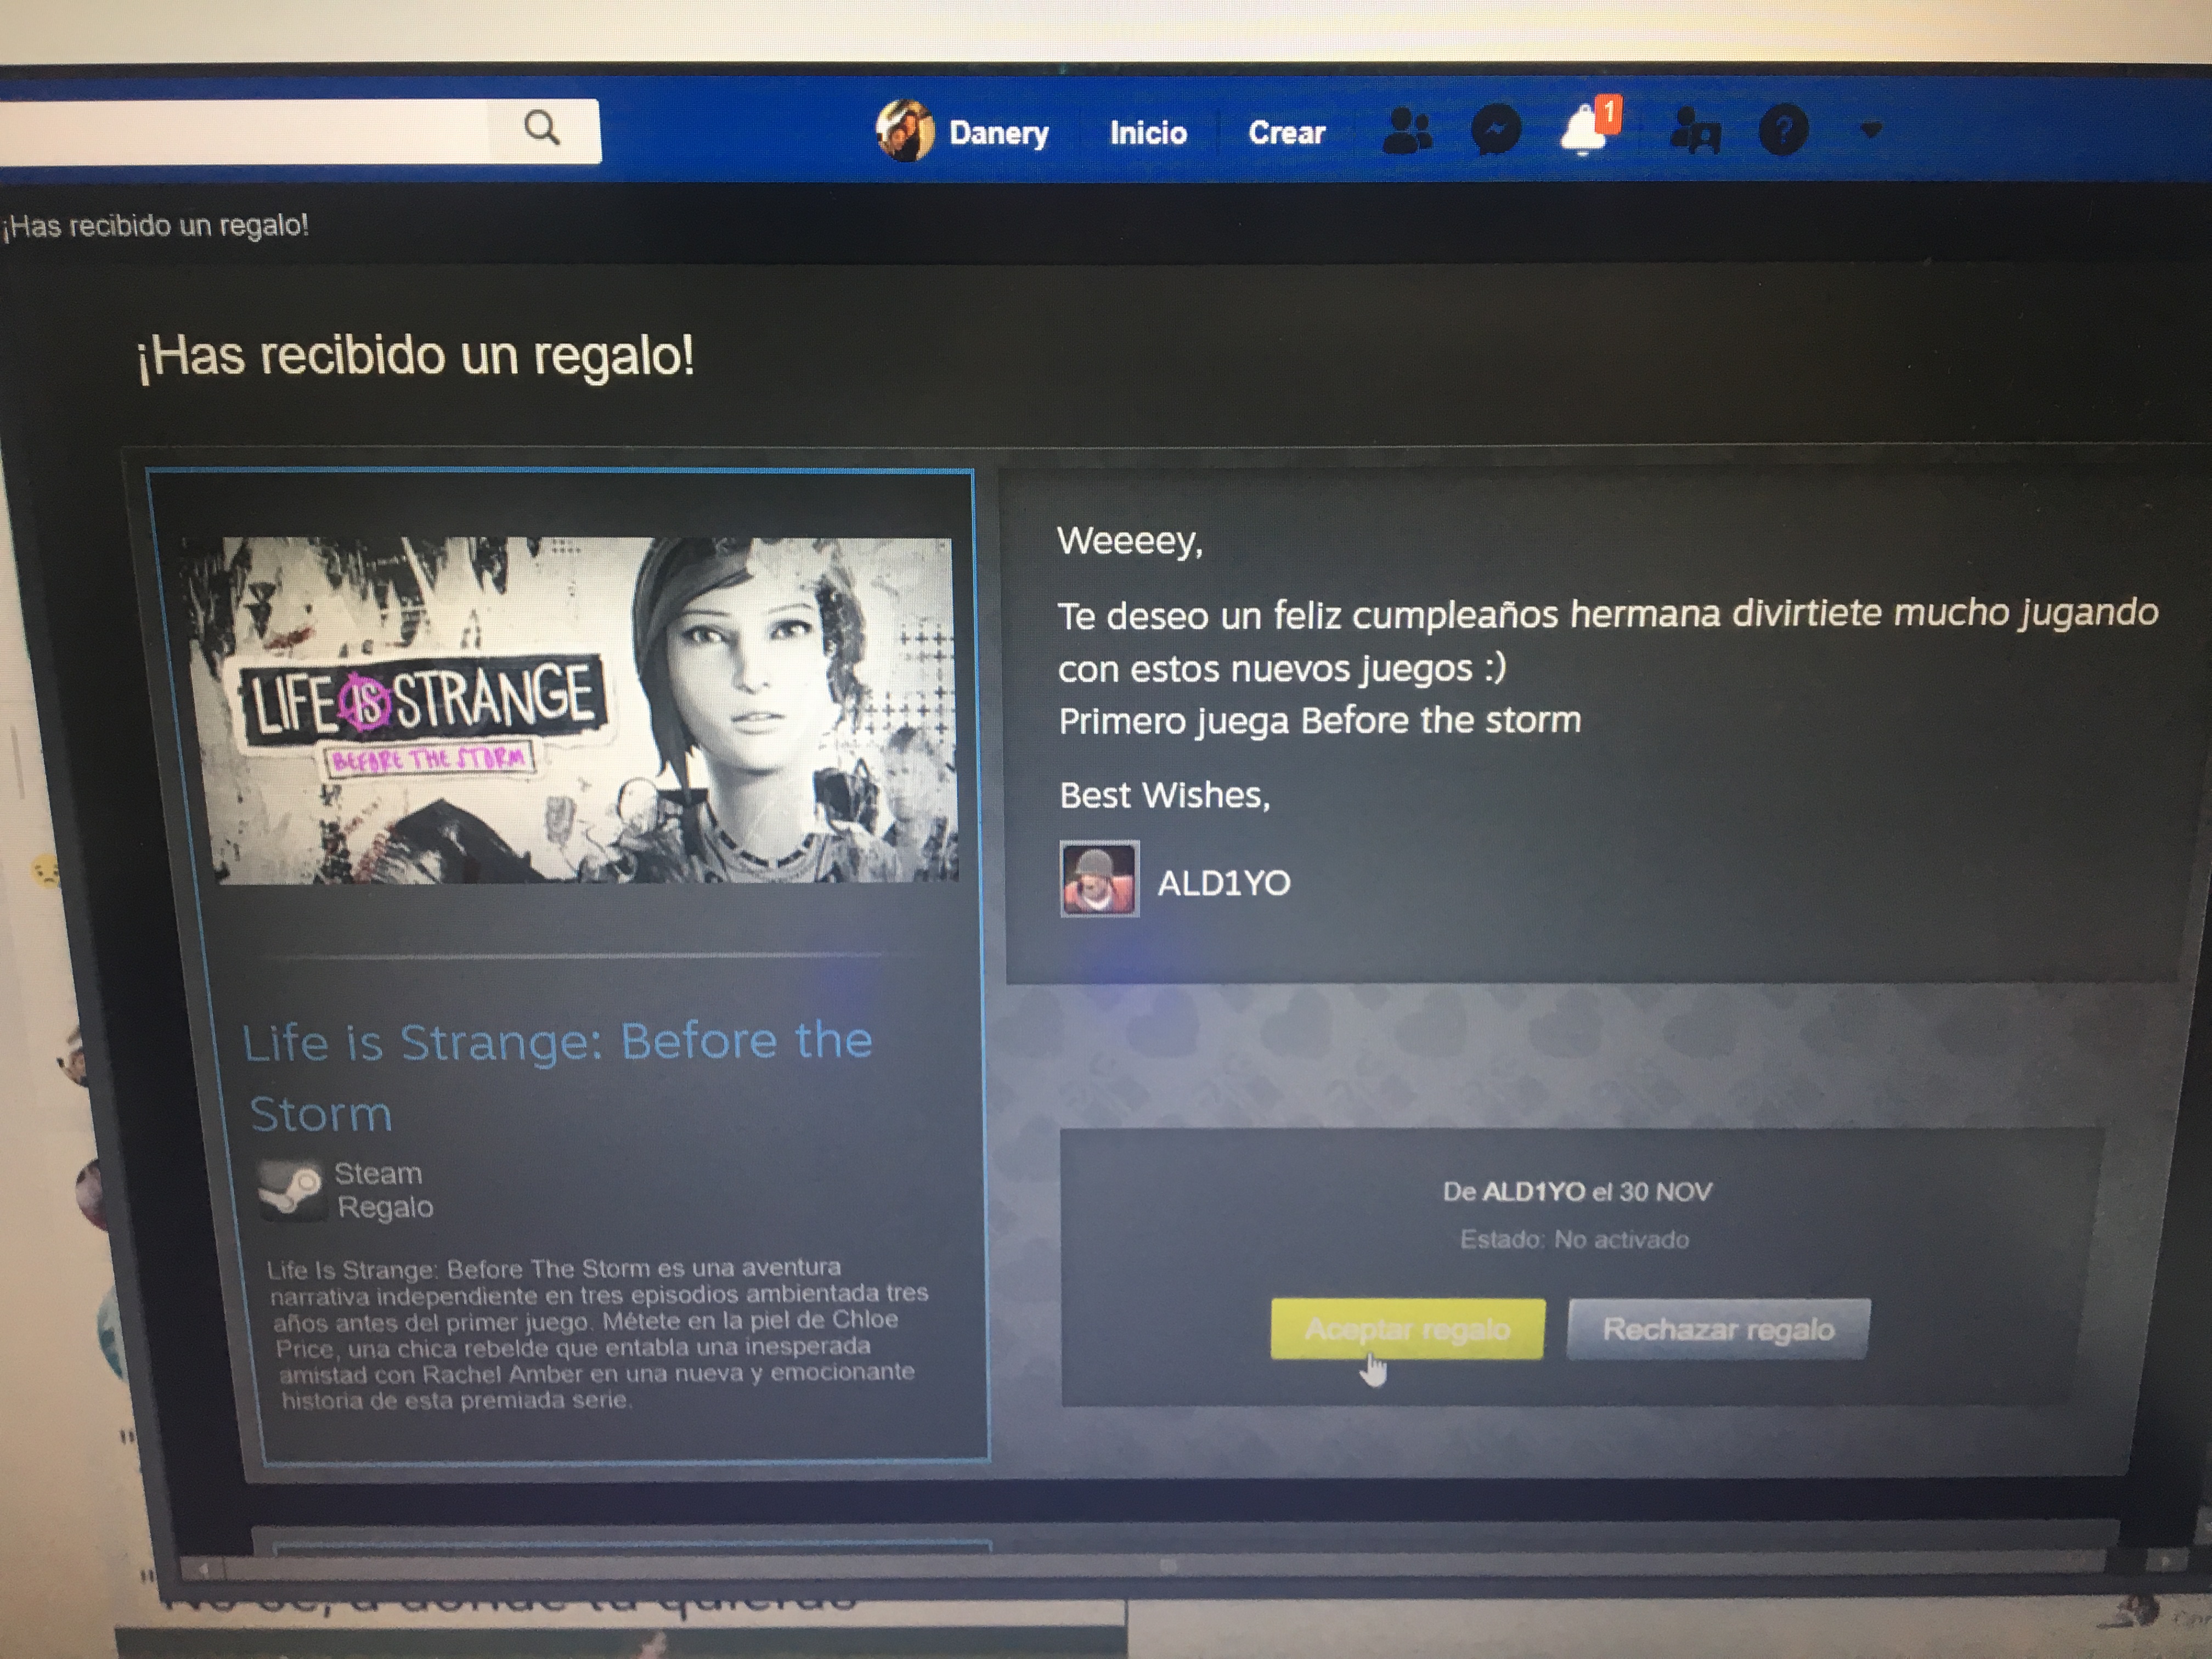 Danery
Inicio
Crear
1
?
¡Has recibido un regalo!
¡Has recibido un regalo!
LIFE IS STRANGE
BEFORE THE STORM
Weeeey,
Te deseo un feliz cumpleaños hermana divirtiete mucho jugando
con estos nuevos juegos :)
Primero juega Before the storm
Best Wishes,
ALD1YO
Life is Strange: Before the
Storm
Steam
Regalo
Life Is Strange: Before The Storm es una aventura
narrativa independiente en tres episodios ambientada tres
años antes del primer juego. Métete en la piel de Chloe
Price, una chica rebelde que entabla una inesperada
amistad con Rachel Amber en una nueva y emocionante
historia de esta premiada serie.
De ALD1YO el 30 NOV
Estado: No activado
Aceptar regalo
Rechazar regalo